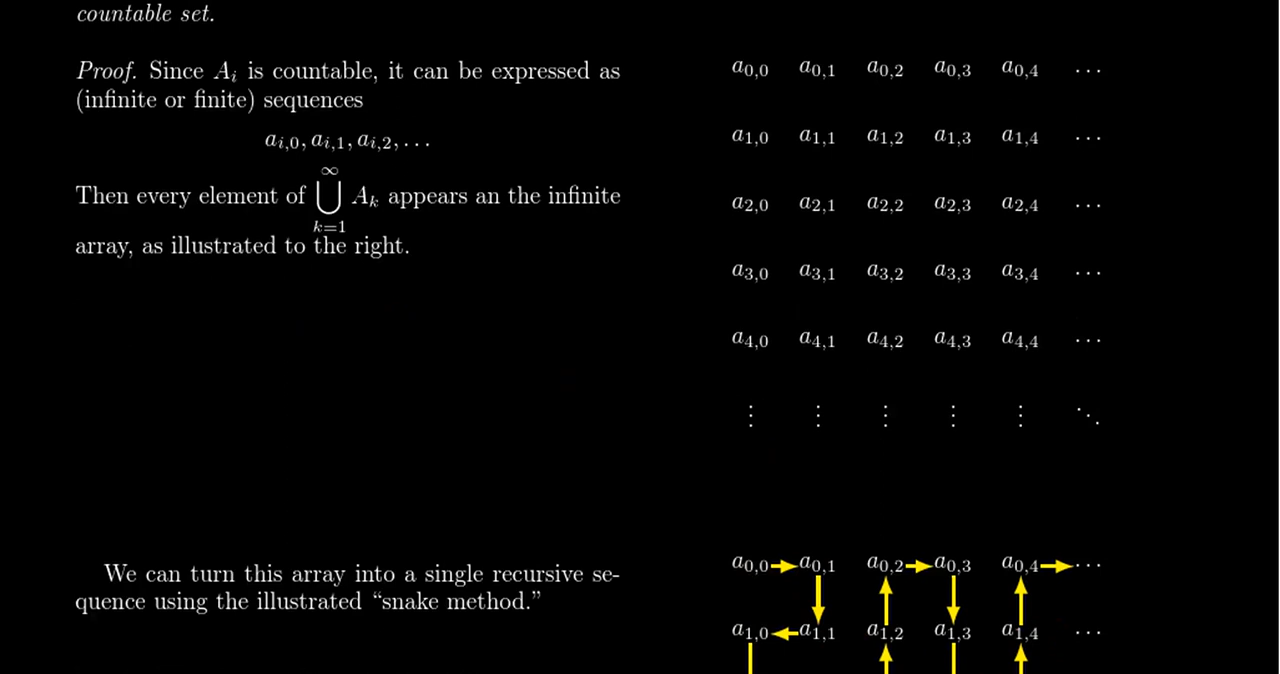 countable set.
Proof. Since A_i is countable, it can be expressed as
(infinite or finite) sequences
a_{i,0}, a_{i,1}, a_{i,2}, . . .
Then every element of ⋃_{k=1}^{∞} A_k appears an the infinite
array, as illustrated to the right.
a_{0,0} a_{0,1} a_{0,2} a_{0,3} a_{0,4} · · ·
a_{1,0} a_{1,1} a_{1,2} a_{1,3} a_{1,4} · · ·
a_{2,0} a_{2,1} a_{2,2} a_{2,3} a_{2,4} · · ·
a_{3,0} a_{3,1} a_{3,2} a_{3,3} a_{3,4} · · ·
a_{4,0} a_{4,1} a_{4,2} a_{4,3} a_{4,4} · · ·
⋮ ⋮ ⋮ ⋮ ⋮ ⋱
We can turn this array into a single recursive se-
quence using the illustrated “snake method.”
a_{0,0} a_{0,1} a_{0,2} a_{0,3} a_{0,4} · · ·
a_{1,0} a_{1,1} a_{1,2} a_{1,3} a_{1,4} · · ·